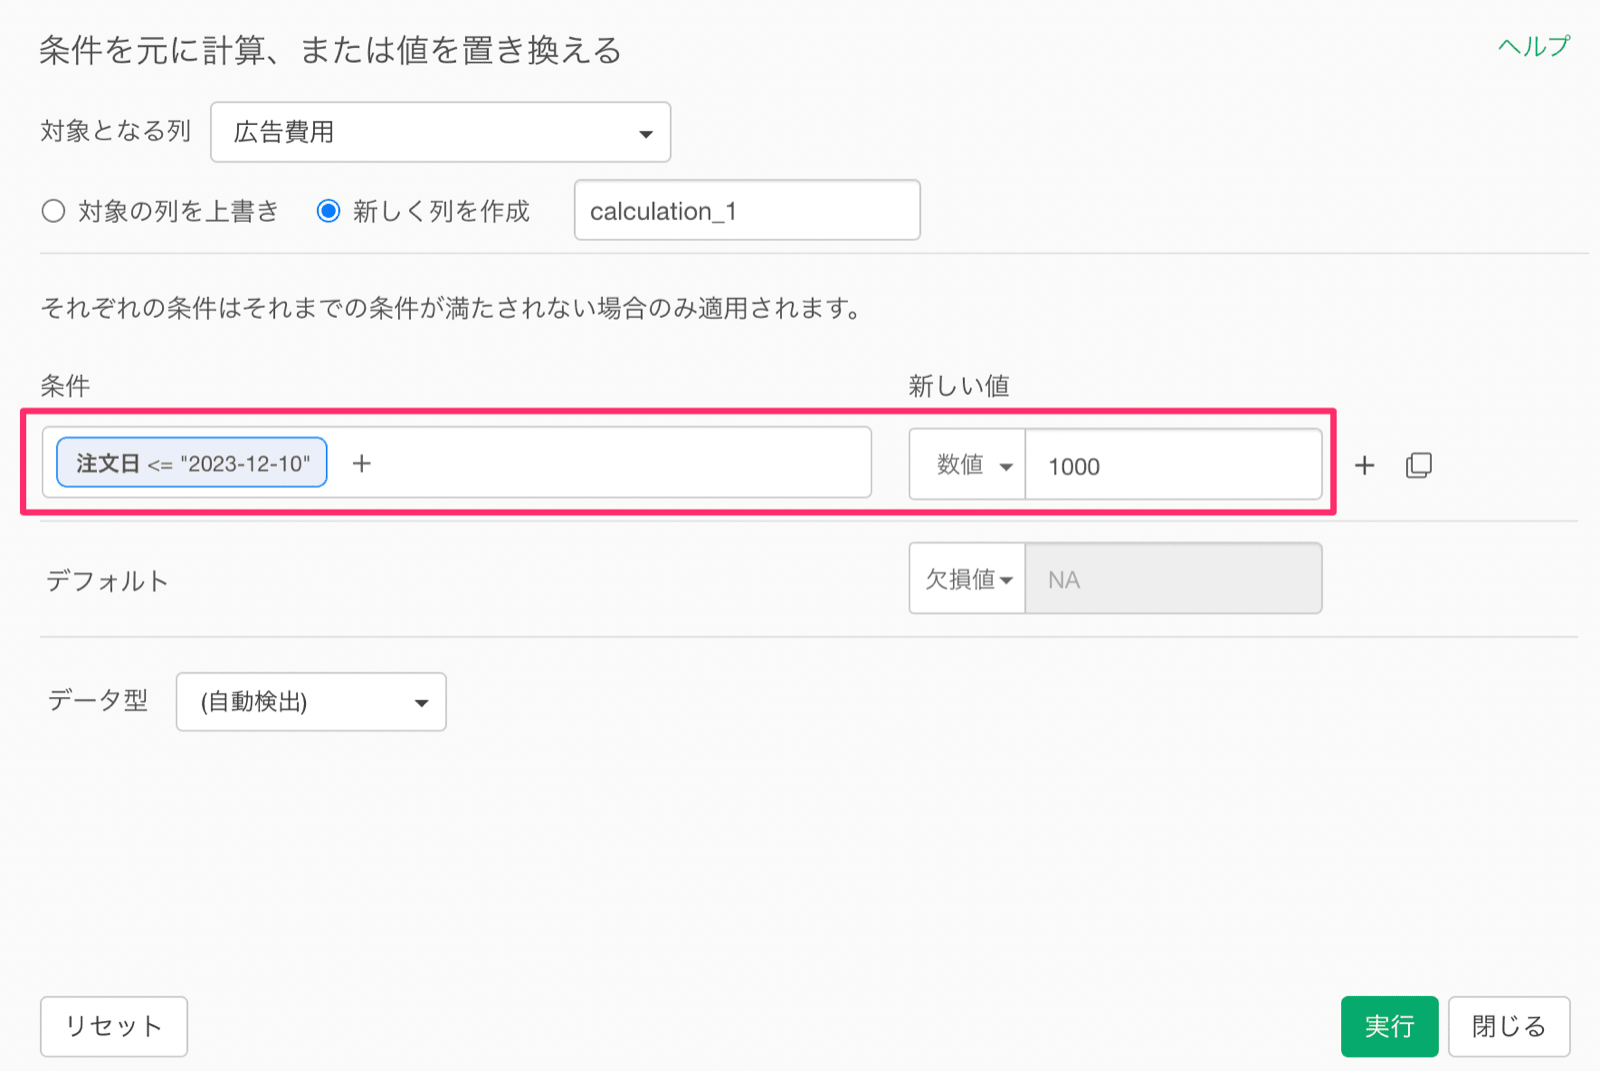 条件を元に計算、または値を置き換える ヘルプ
対象となる列 広告費用
対象の列を上書き 新しく列を作成 calculation_1
それぞれの条件はそれまでの条件が満たされない場合のみ適用されます。
条件 新しい値
注文日 <= "2023-12-10" + 数値 1000 +
デフォルト 欠損値 NA
データ型 (自動検出)
リセット 実行 閉じる